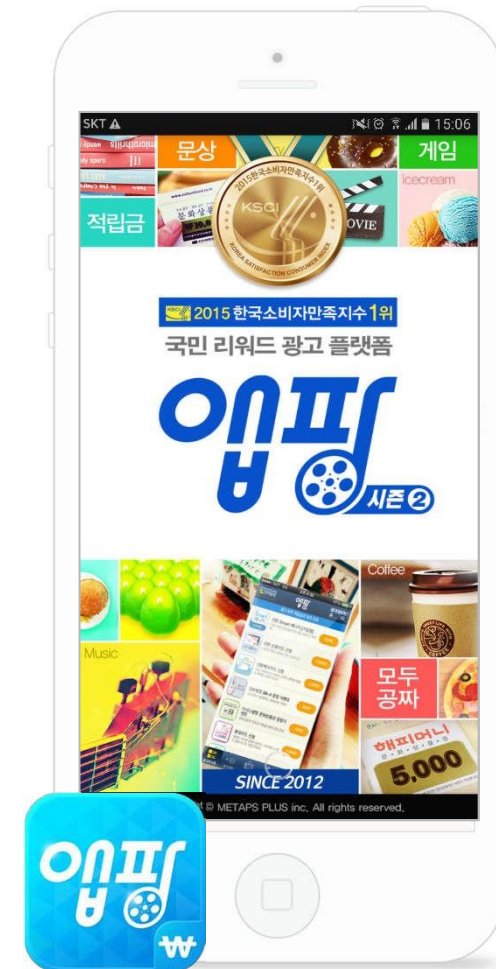 SKT
15:06
문상
게임
2015한국소비자만족지수1위
KSCI
KOREA SATISFACTION CONSUMER INDEX
icecream
적립금
MOVIE
2015 한국소비자만족지수 1위
국민 리워드 광고 플랫폼
앱팡
시즌 2
Coffee
Music
앱팡
모두
공짜
해피머니
5,000
SINCE 2012
© METAPS PLUS inc. All rights reserved.
앱팡
₩